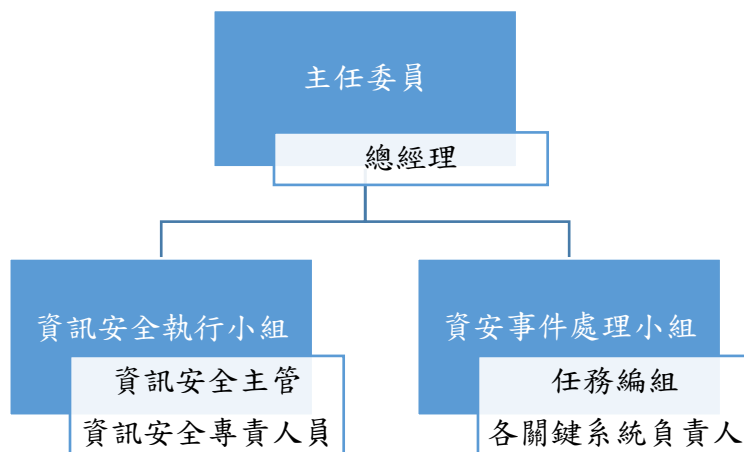 主任委員
總經理
資訊安全執行小組
資訊安全主管
資訊安全專責人員
資安事件處理小組
任務編組
各關鍵系統負責人